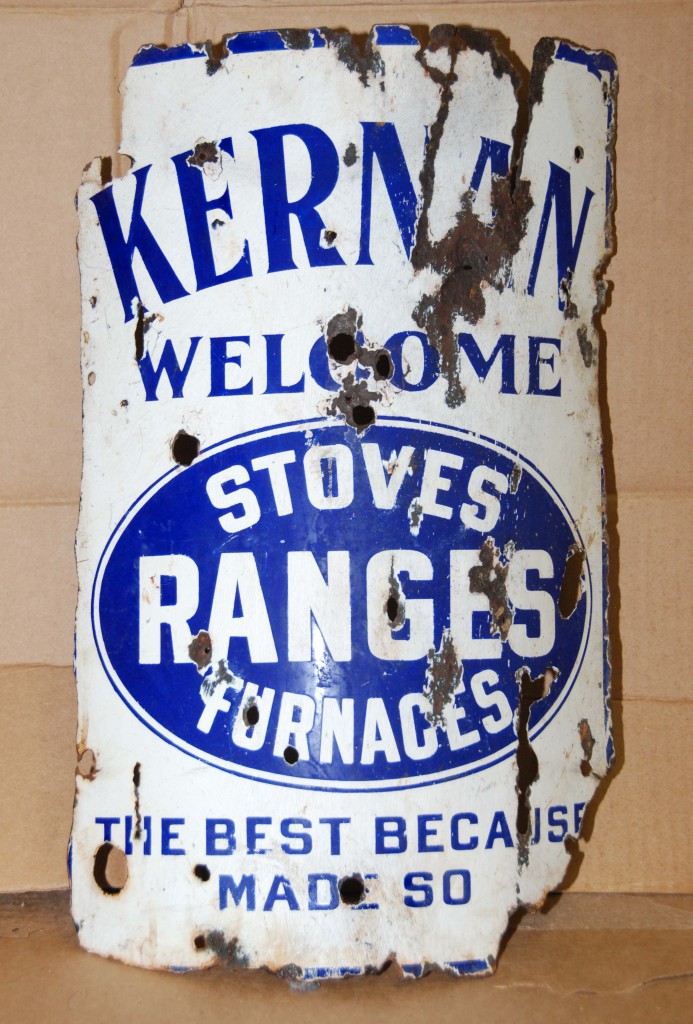 KERNAN
WELCOME
STOVES
RANGES
FURNACES
THE BEST BECAUSE
MADE SO